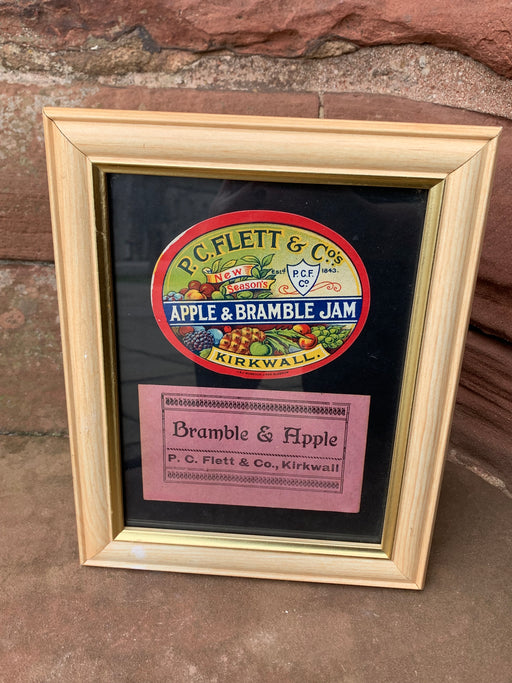 P. C. FLETT & Co's
New
Season's
ESTD 1843.
P.C.F.
Co
APPLE & BRAMBLE JAM
KIRKWALL.
Bramble & Apple
P. C. Flett & Co., Kirkwall